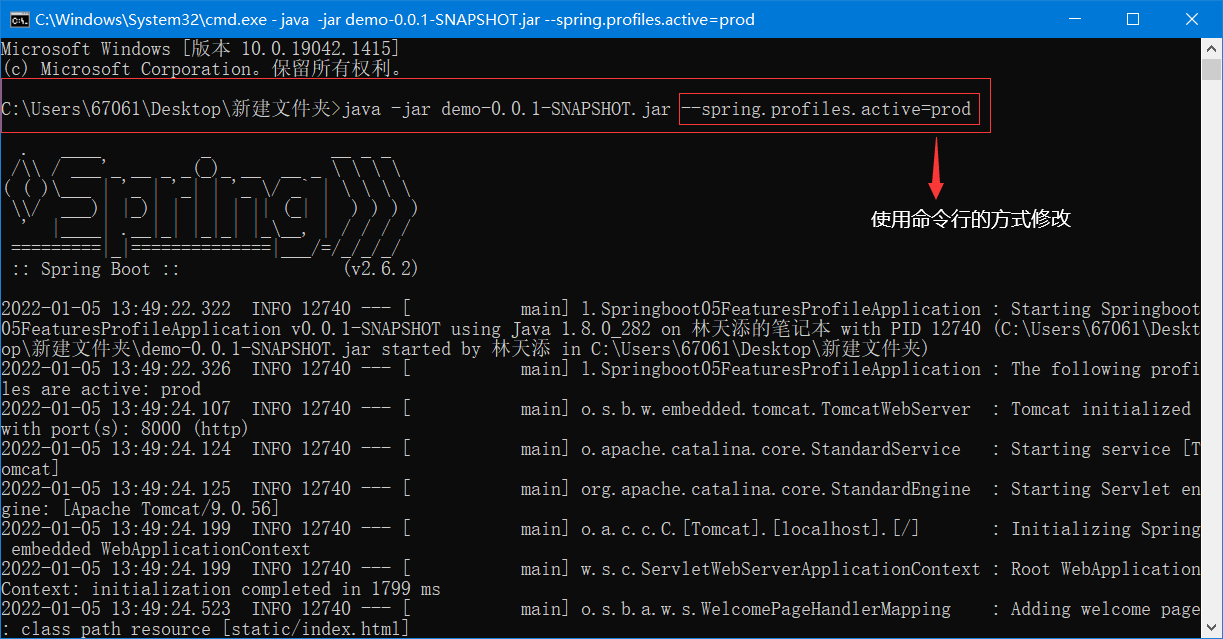 C:\Windows\System32\cmd.exe - java  -jar demo-0.0.1-SNAPSHOT.jar --spring.profiles.active=prod
Microsoft Windows [版本 10.0.19042.1415]
(c) Microsoft Corporation。保留所有权利。
C:\Users\67061\Desktop\新建文件夹>java -jar demo-0.0.1-SNAPSHOT.jar --spring.profiles.active=prod
使用命令行的方式修改
Spring
:: Spring Boot ::                (v2.6.2)
2022-01-05 13:49:22.322  INFO 12740 --- [           main] l.Springboot05FeaturesProfileApplication : Starting Springboot
05FeaturesProfileApplication v0.0.1-SNAPSHOT using Java 1.8.0_282 on 林天添的笔记本 with PID 12740 (C:\Users\67061\Deskt
op\新建文件夹\demo-0.0.1-SNAPSHOT.jar started by 林天添 in C:\Users\67061\Desktop\新建文件夹)
2022-01-05 13:49:22.326  INFO 12740 --- [           main] l.Springboot05FeaturesProfileApplication : The following profi
les are active: prod
2022-01-05 13:49:24.107  INFO 12740 --- [           main] o.s.b.w.embedded.tomcat.TomcatWebServer  : Tomcat initialized
with port(s): 8000 (http)
2022-01-05 13:49:24.124  INFO 12740 --- [           main] o.apache.catalina.core.StandardService   : Starting service [T
omcat]
2022-01-05 13:49:24.125  INFO 12740 --- [           main] org.apache.catalina.core.StandardEngine  : Starting Servlet en
gine: [Apache Tomcat/9.0.56]
2022-01-05 13:49:24.199  INFO 12740 --- [           main] o.a.c.c.C.[Tomcat].[localhost].[/]       : Initializing Spring
embedded WebApplicationContext
2022-01-05 13:49:24.199  INFO 12740 --- [           main] w.s.c.ServletWebServerApplicationContext : Root WebApplication
Context: initialization completed in 1799 ms
2022-01-05 13:49:24.523  INFO 12740 --- [           main] o.s.b.a.w.s.WelcomePageHandlerMapping    : Adding welcome page
: class path resource [static/index.html]